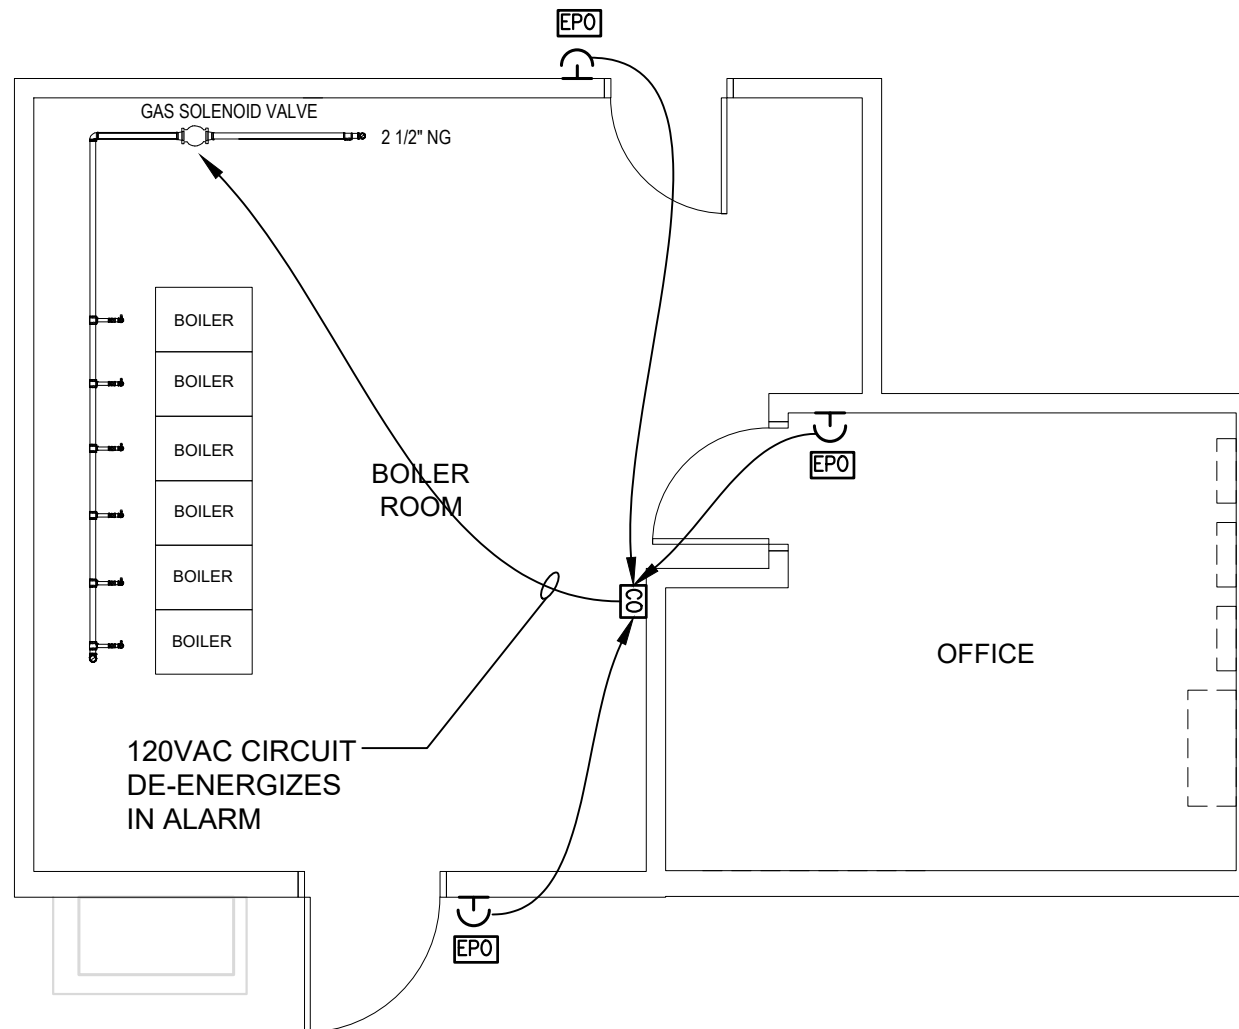 EPO
GAS SOLENOID VALVE
2 1/2" NG
BOILER
BOILER
BOILER
BOILER
BOILER
BOILER
BOILER
ROOM
EPO
CO
OFFICE
120VAC CIRCUIT
DE-ENERGIZES
IN ALARM
EPO